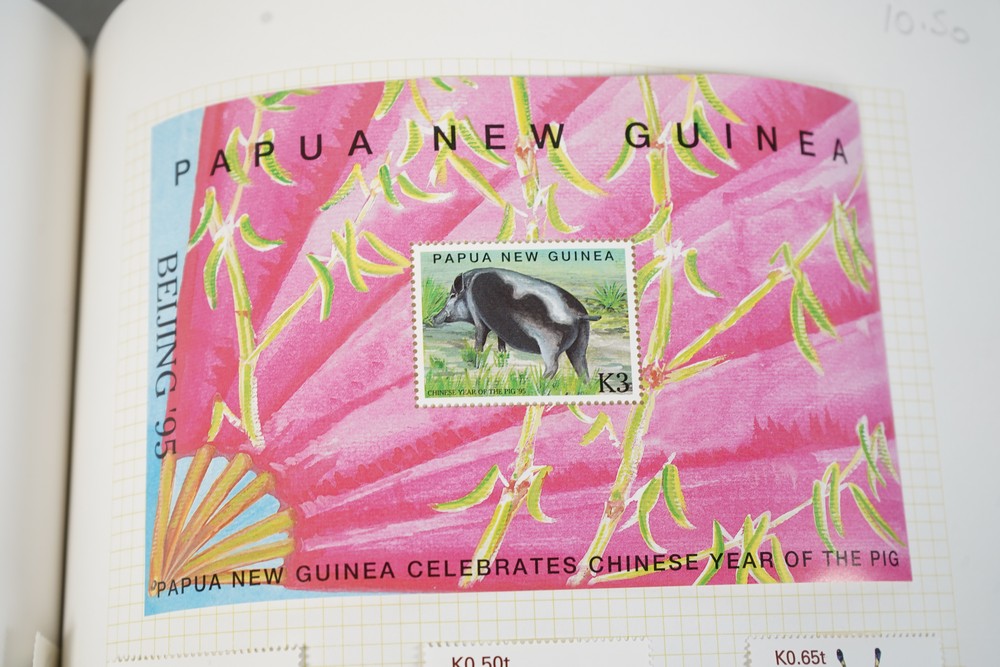 10.50
PAPUA NEW GUINEA
BEIJING '95
PAPUA NEW GUINEA
CHINESE YEAR OF THE PIG '95
K3
PAPUA NEW GUINEA CELEBRATES CHINESE YEAR OF THE PIG
K0.50t
K0.65t